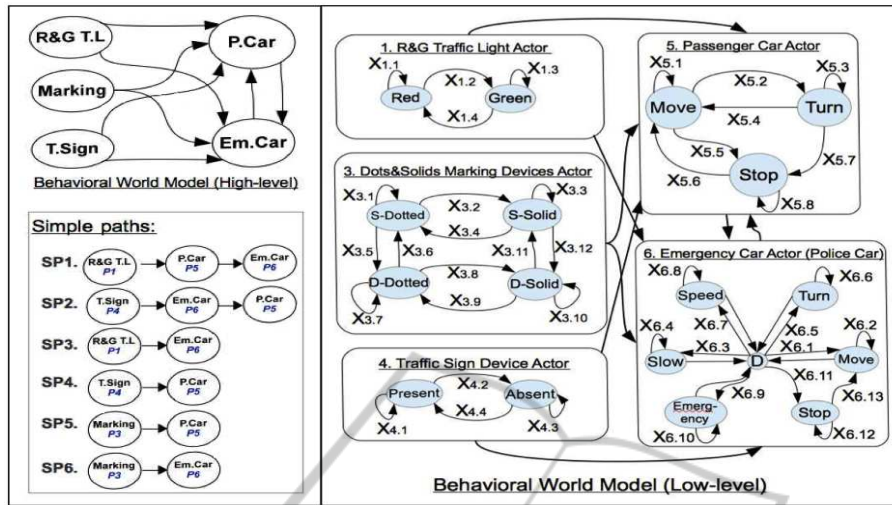 R&G T.L
P.Car
Marking
T.Sign
Em.Car
Behavioral World Model (High-level)
Simple paths:
SP1. R&G T.L P1 P.Car P5 Em.Car P6
SP2. T.Sign P4 Em.Car P6 P.Car P5
SP3. R&G T.L P1 Em.Car P6
SP4. T.Sign P4 P.Car P5
SP5. Marking P3 P.Car P5
SP6. Marking P3 Em.Car P6
1. R&G Traffic Light Actor
X1.1 X1.2 X1.3
Red Green
X1.4
3. Dots&Solids Marking Devices Actor
X3.1 X3.2 X3.3
S-Dotted S-Solid
X3.4
X3.5 X3.6 X3.11 X3.12
X3.8
D-Dotted D-Solid
X3.9
X3.7 X3.10
4. Traffic Sign Device Actor
X4.2
Present Absent
X4.4
X4.1 X4.3
5. Passenger Car Actor
X5.1 X5.2 X5.3
Move Turn
X5.4
X5.5 X5.7
X5.6 Stop
X5.8
6. Emergency Car Actor (Police Car)
X6.8 X6.6
Speed Turn
X6.7 X6.5
X6.4 X6.3 X6.1 X6.2
Slow D Move
X6.9 X6.11
Emerg-
ency
Stop X6.13
X6.10 X6.12
Behavioral World Model (Low-level)